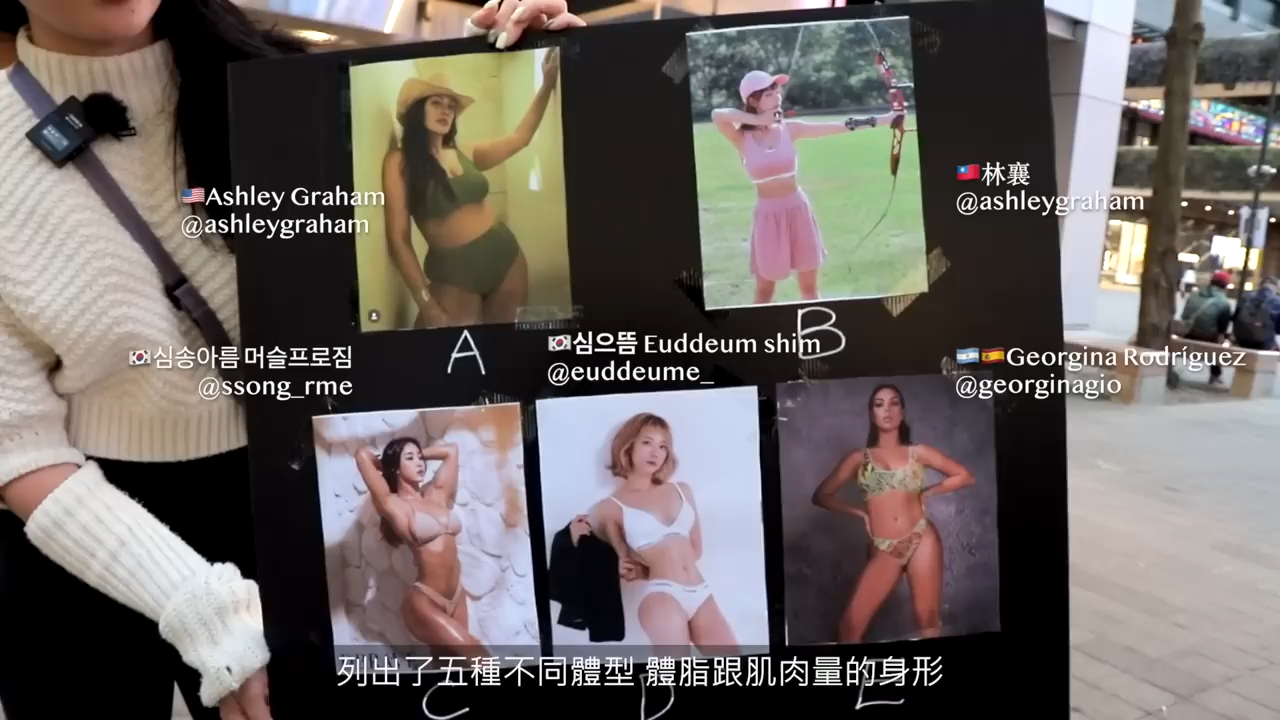 🇺🇸Ashley Graham
@ashleygraham
🇹🇼林襄
@ashleygraham
A
B
🇰🇷심송아름 머슬프로짐
@ssong_rme
🇰🇷심으뜸 Euddeum shim
@euddeume_
🇦🇷🇪🇸Georgina Rodríguez
@georginagio
列出了五種不同體型 體脂跟肌肉量的身形
C
D
E